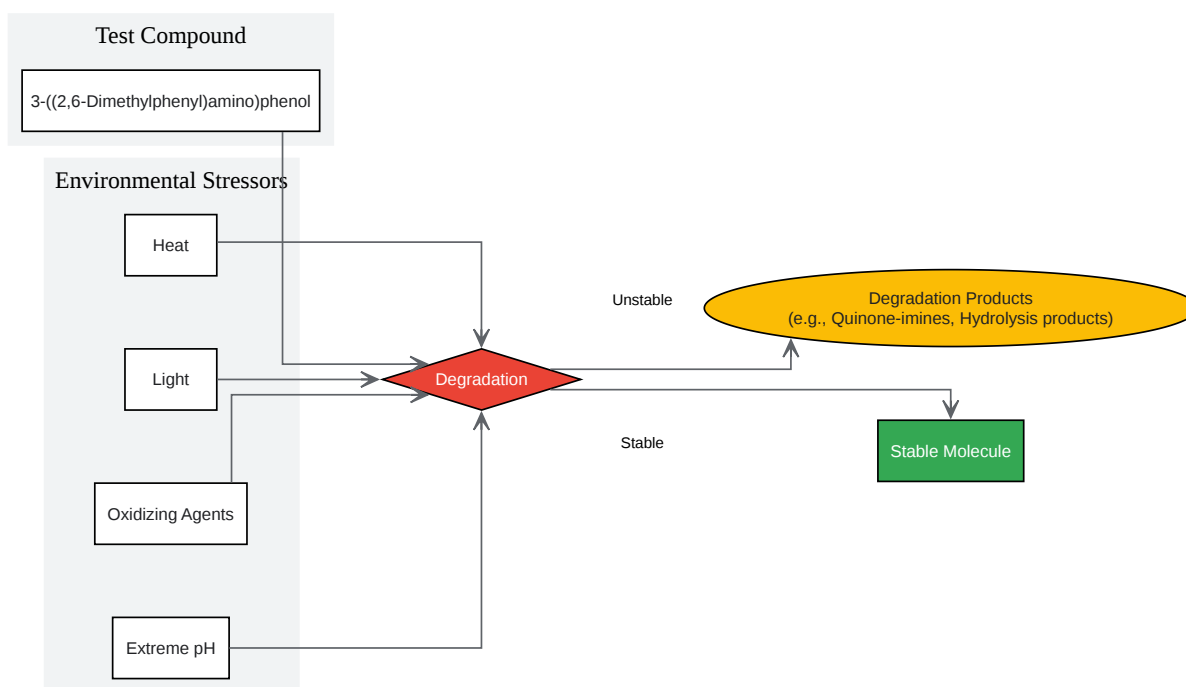 Test Compound
3-((2,6-Dimethylphenyl)amino)phenol
Environmental Stressors
Heat
Light
Oxidizing Agents
Extreme pH
Degradation
Unstable
Stable
Degradation Products
(e.g., Quinone-imines, Hydrolysis products)
Stable Molecule